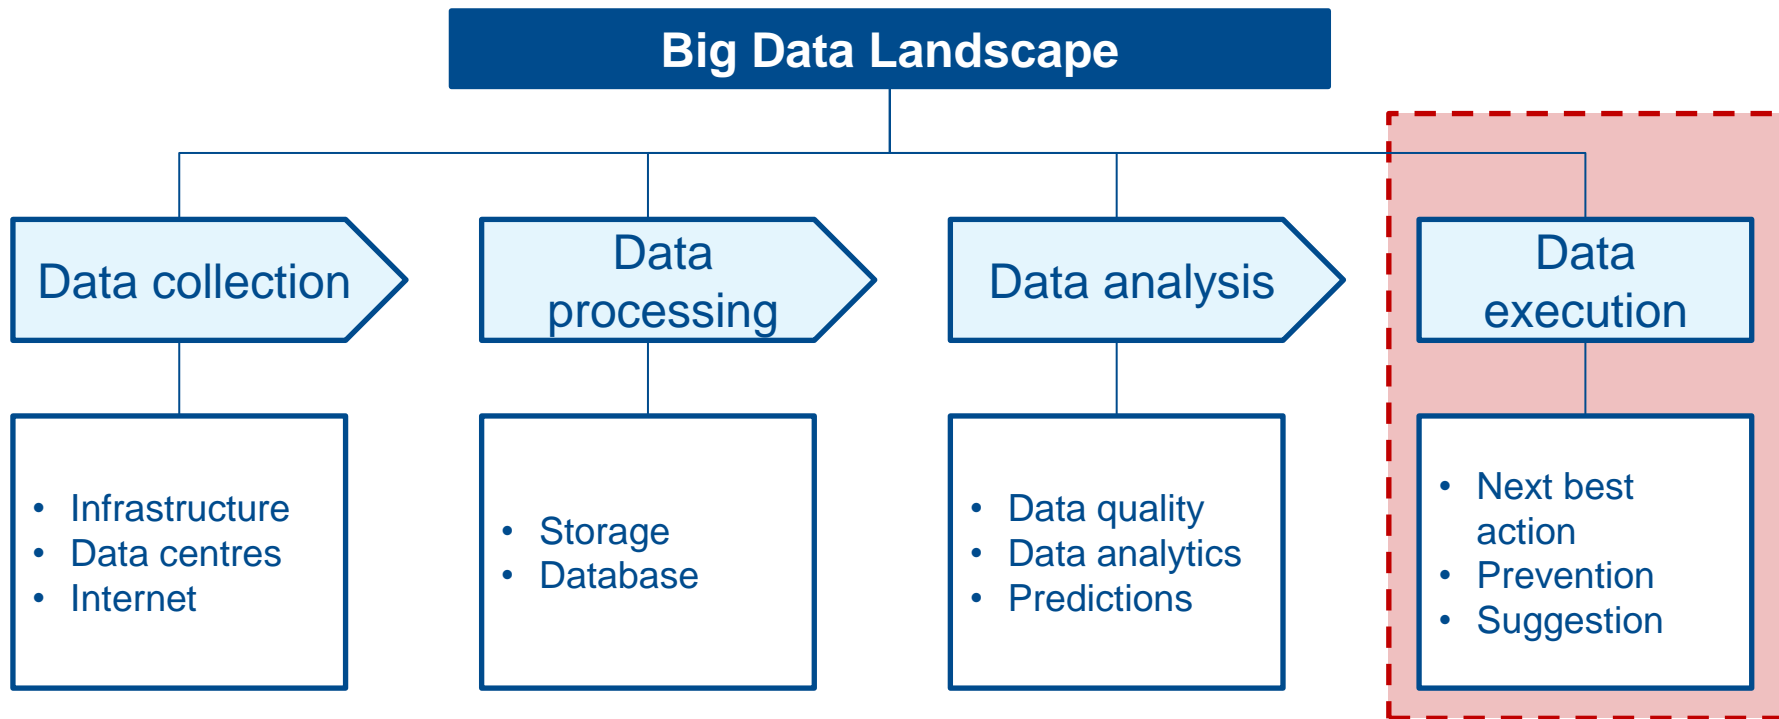 Big Data Landscape
Data collection
Data
processing
Data analysis
Data
execution
• Infrastructure
• Data centres
• Internet
• Storage
• Database
• Data quality
• Data analytics
• Predictions
• Next best
action
• Prevention
• Suggestion